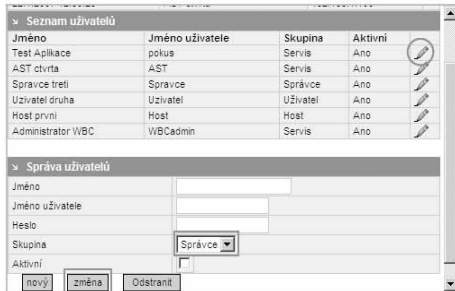 Seznam uživatelů
Jméno Jméno uživatele Skupina Aktivní
Test Aplikace pokus Servis Ano
AST ctvrta AST Servis Ano
Spravce treti Spravce Správce Ano
Uzivatel druha Uzivatel Uživatel Ano
Host prvni Host Host Ano
Administrator WBC WBCadmin Servis Ano
Správa uživatelů
Jméno
Jméno uživatele
Heslo
Skupina Správce
Aktivní
nový změna Odstranit